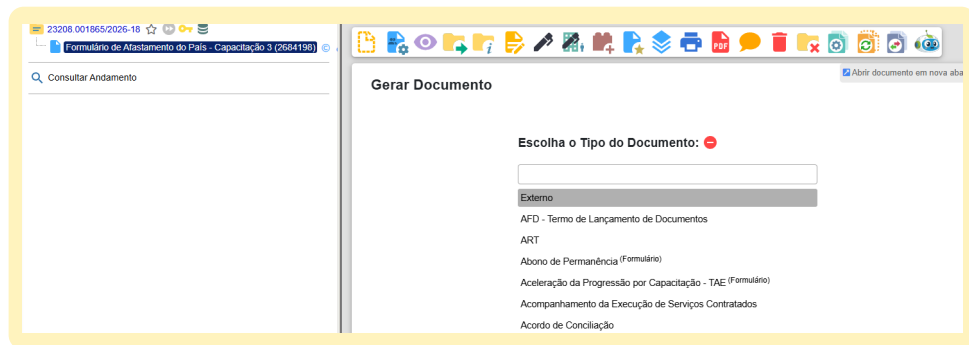 23208.001865/2026-18
Formulário de Afastamento do País - Capacitação 3 (2684198)
Consultar Andamento
Abrir documento em nova aba
Gerar Documento
Escolha o Tipo do Documento:
Externo
AFD - Termo de Lançamento de Documentos
ART
Abono de Permanência (Formulário)
Aceleração da Progressão por Capacitação - TAE (Formulário)
Acompanhamento da Execução de Serviços Contratados
Acordo de Conciliação